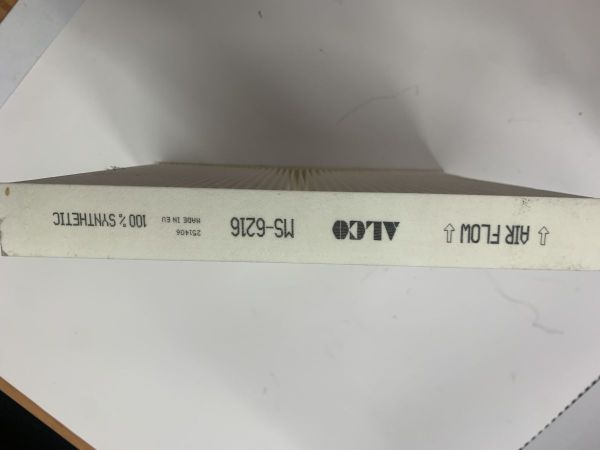 ⇩ AIR FLOW ⇩ ALCO MS-6216 251406 100 % SYNTHETIC
MADE IN EU